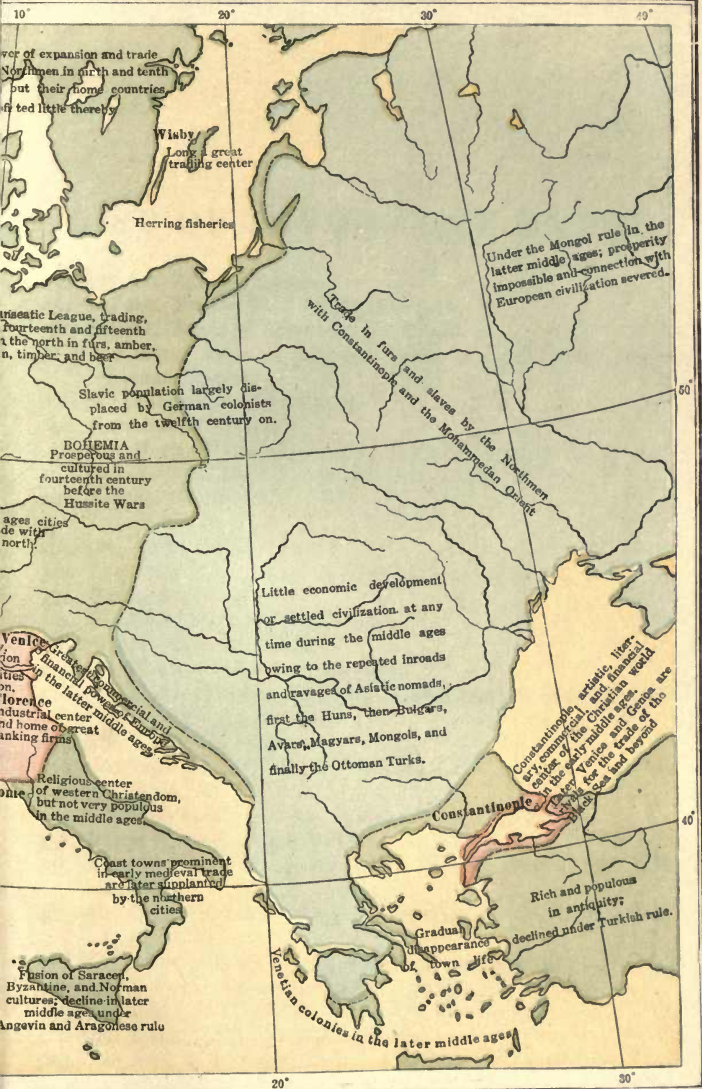 10°
20°
30°
40°
ver of expansion and trade
Northmen in ninth and tenth
but their home countries
fited little thereby
Wisby
Long a great
trading center
Herring fisheries
Under the Mongol rule in the
latter middle ages; prosperity
impossible and connection with
European civilization severed.
anseatic League, trading,
fourteenth and fifteenth
n the north in furs, amber,
n, timber, and beer
Trade in furs and slaves by the Northmen
with Constantinople and the Mohammedan Orient
50°
Slavic population largely dis-
placed by German colonists
from the twelfth century on.
BOHEMIA
Prosperous and
cultured in
fourteenth century
before the
Hussite Wars
ages cities
de with
north.
Little economic development
or settled civilization at any
time during the middle ages
owing to the repeated inroads
and ravages of Asiatic nomads,
first the Huns, then Bulgars,
Avars, Magyars, Mongols, and
finally the Ottoman Turks.
Venice Greatest commercial and
financial power of Europe
in the latter middle ages
tion
ities
on.
lorence
ndustrial center
nd home of great
anking firms
Constantinople, artistic, liter-
ary, commercial, and financial
center of the Christian world
in the early middle ages.
Later, Venice and Genoa are
rivals for the trade of the
Black Sea and beyond
ome
Religious center
of western Christendom,
but not very populous
in the middle ages.
Constantinople
40°
Coast towns prominent
in early medieval trade
are later supplanted
by the northern
cities
Rich and populous
in antiquity;
declined under Turkish rule.
Gradual
disappearance
of town life
Fusion of Saracen,
Byzantine, and Norman
cultures; decline in later
middle ages under
Angevin and Aragonese rule
Venetian colonies in the later middle ages
20°
30°